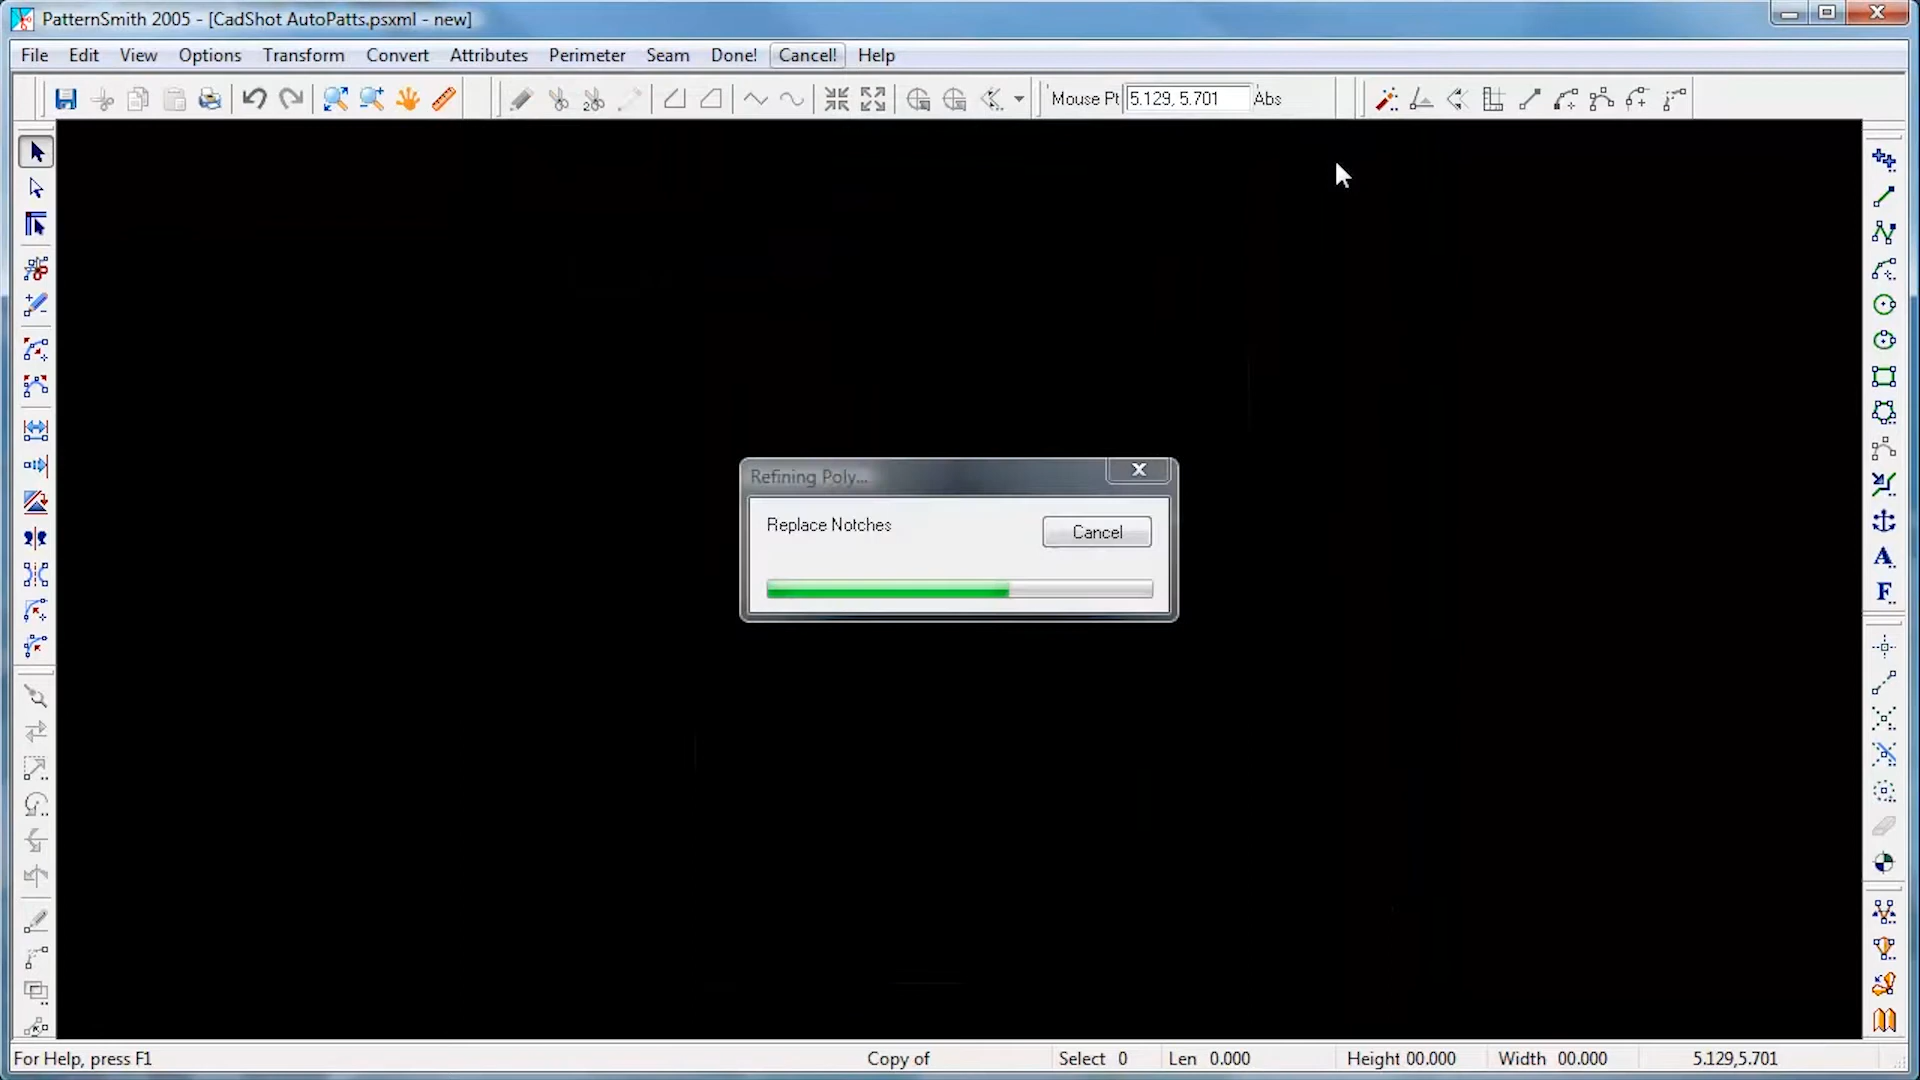 PatternSmith 2005 - [CadShot AutoPatts.psxml - new]
File Edit View Options Transform Convert Attributes Perimeter Seam Done! Cancel! Help
Mouse Pt 5.129, 5.701 Abs
Refining Poly...
Replace Notches
Cancel
A
F
For Help, press F1 Copy of Select 0 Len 0.000 Height 00.000 Width 00.000 5.129,5.701